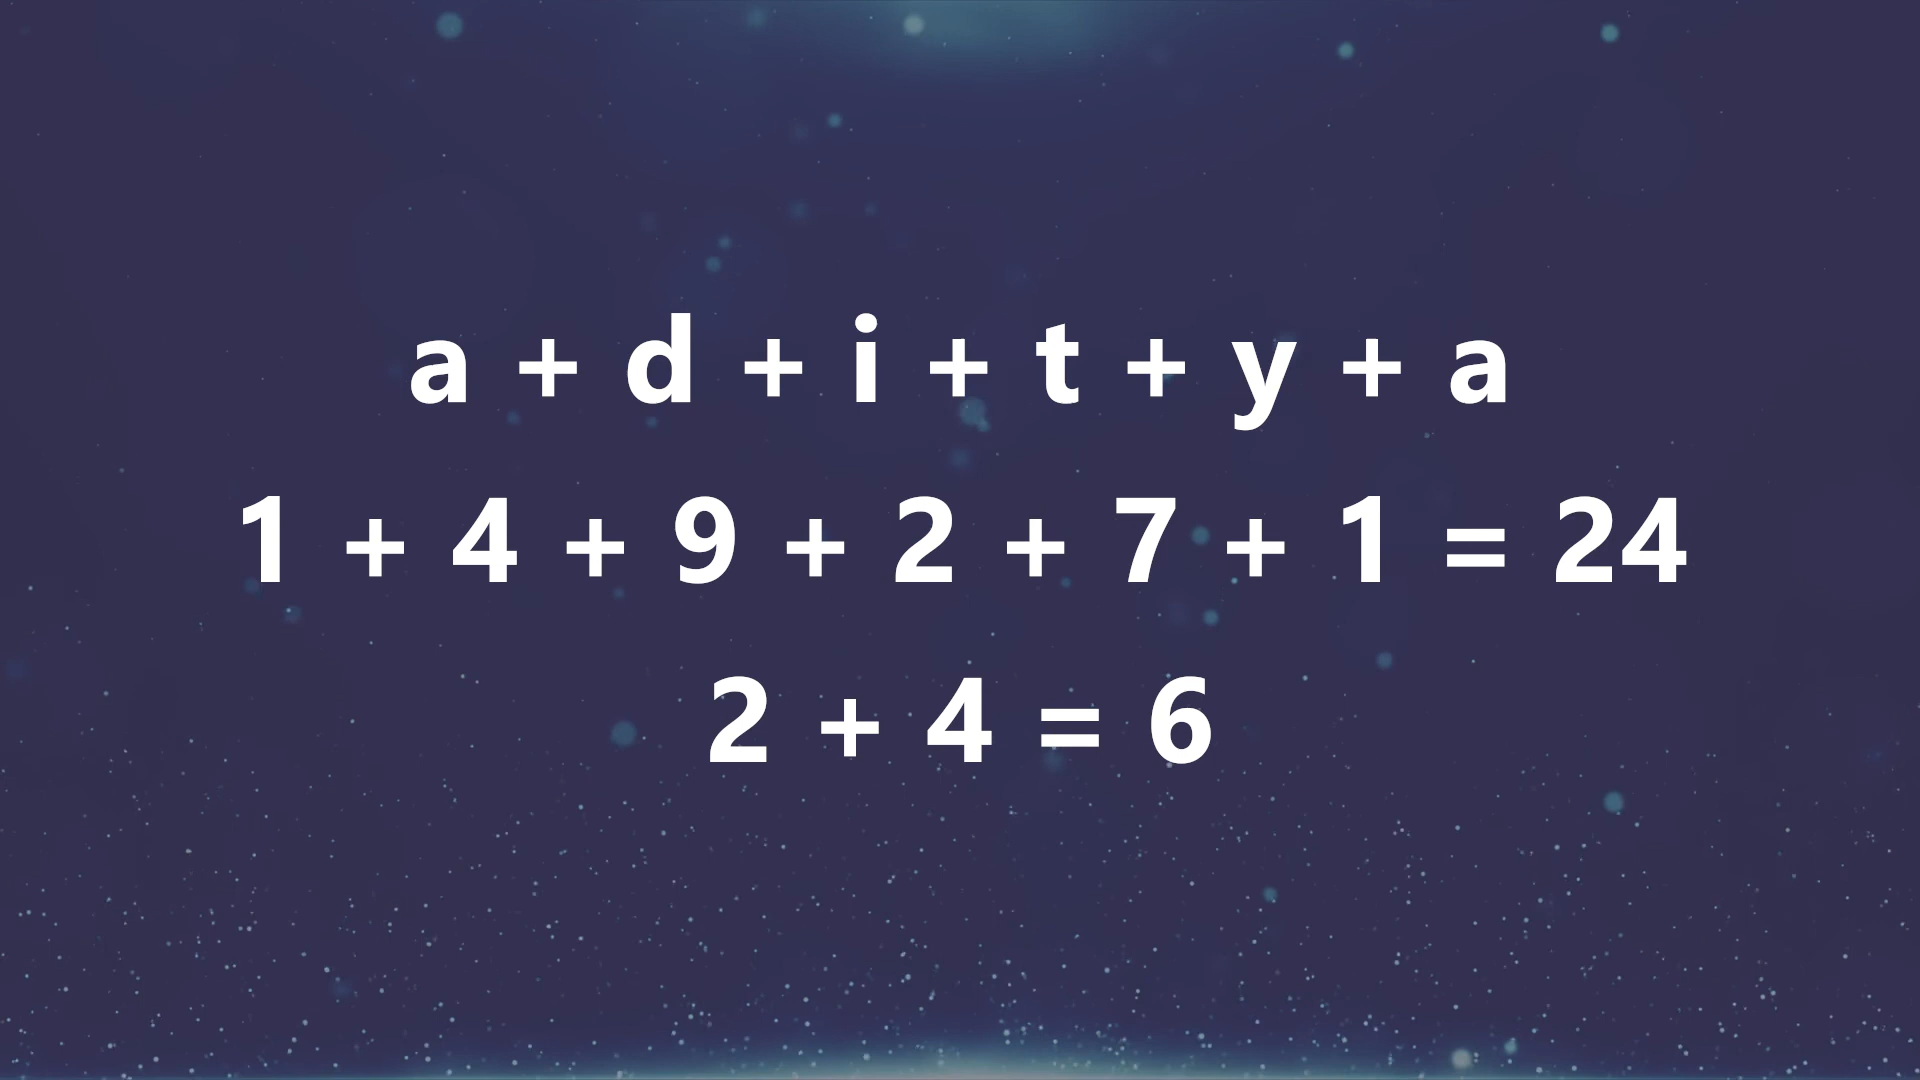 a + d + i + t + y + a
1 + 4 + 9 + 2 + 7 + 1 = 24
2 + 4 = 6